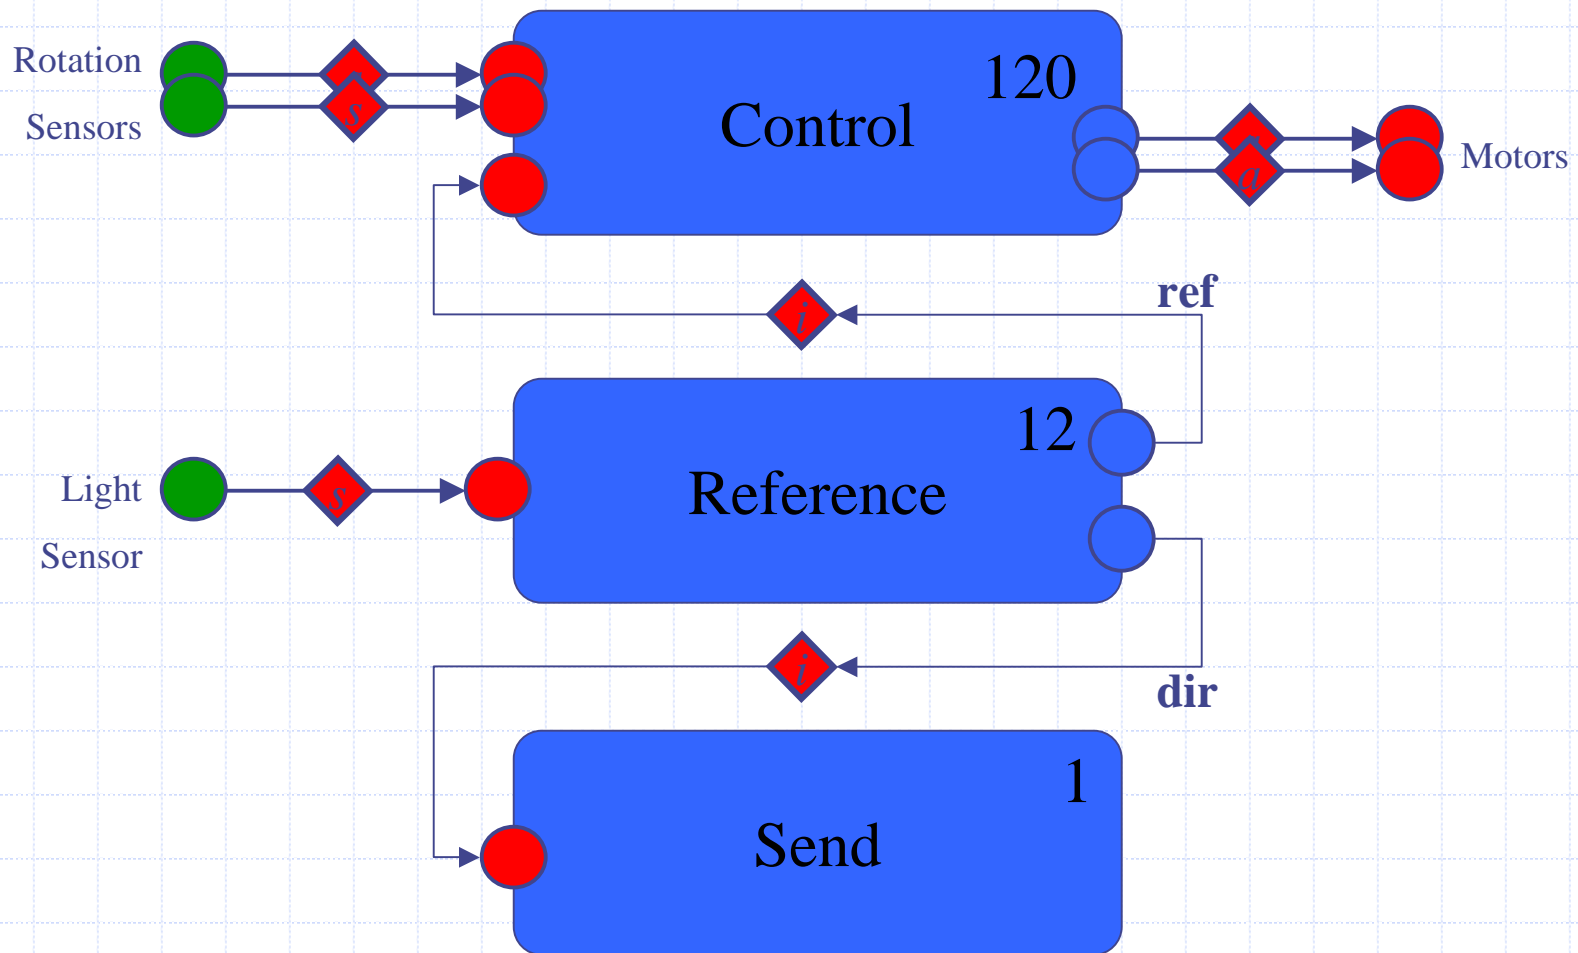 Rotation
Sensors
s
120
Control
a
Motors
i
ref
12
Light
Sensor
s
Reference
i
dir
1
Send